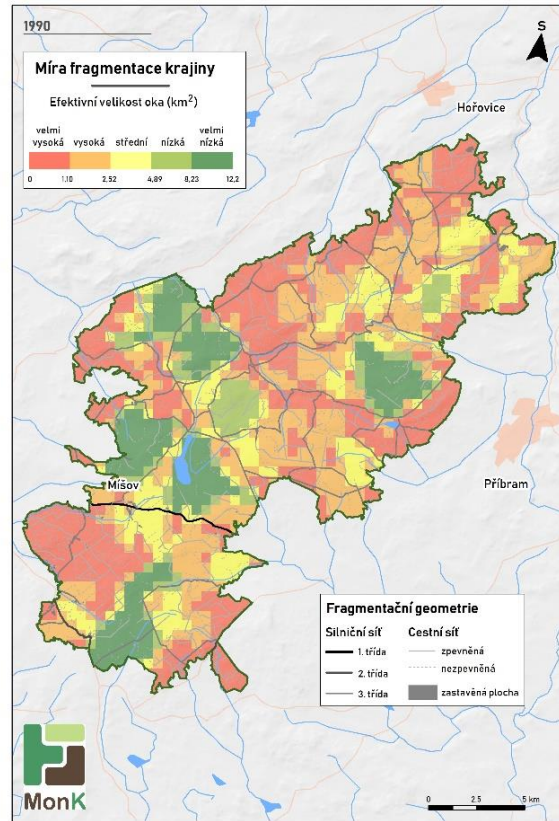 1990
Míra fragmentace krajiny
Efektivní velikost oka (km²)
velmi vysoká
vysoká
střední
nízká
velmi nízká
0
1,10
2,52
4,89
8,23
12,2
S
Hořovice
Míšov
Příbram
Fragmentační geometrie
Silniční síť
1. třída
2. třída
3. třída
Cestní síť
zpevněná
nezpevněná
zastavěná plocha
MonK
0
2.5
5 km